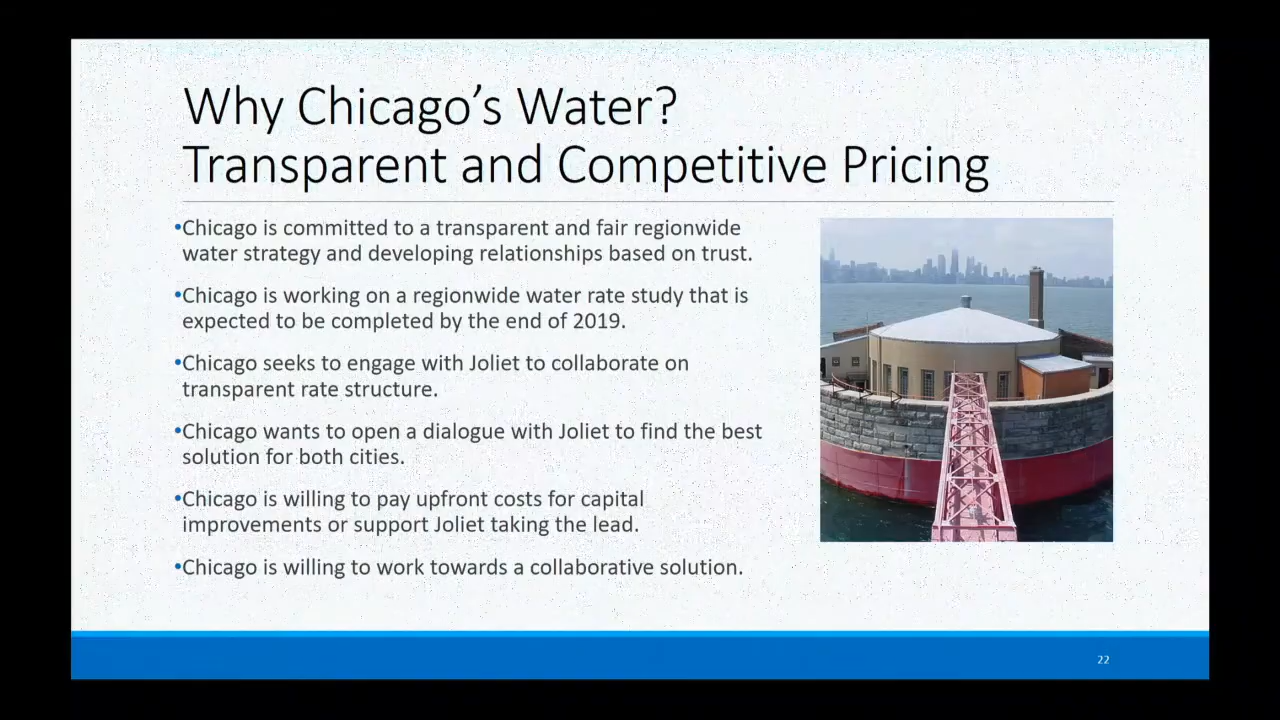 Why Chicago’s Water?
Transparent and Competitive Pricing
•Chicago is committed to a transparent and fair regionwide
water strategy and developing relationships based on trust.
•Chicago is working on a regionwide water rate study that is
expected to be completed by the end of 2019.
•Chicago seeks to engage with Joliet to collaborate on
transparent rate structure.
•Chicago wants to open a dialogue with Joliet to find the best
solution for both cities.
•Chicago is willing to pay upfront costs for capital
improvements or support Joliet taking the lead.
•Chicago is willing to work towards a collaborative solution.
22